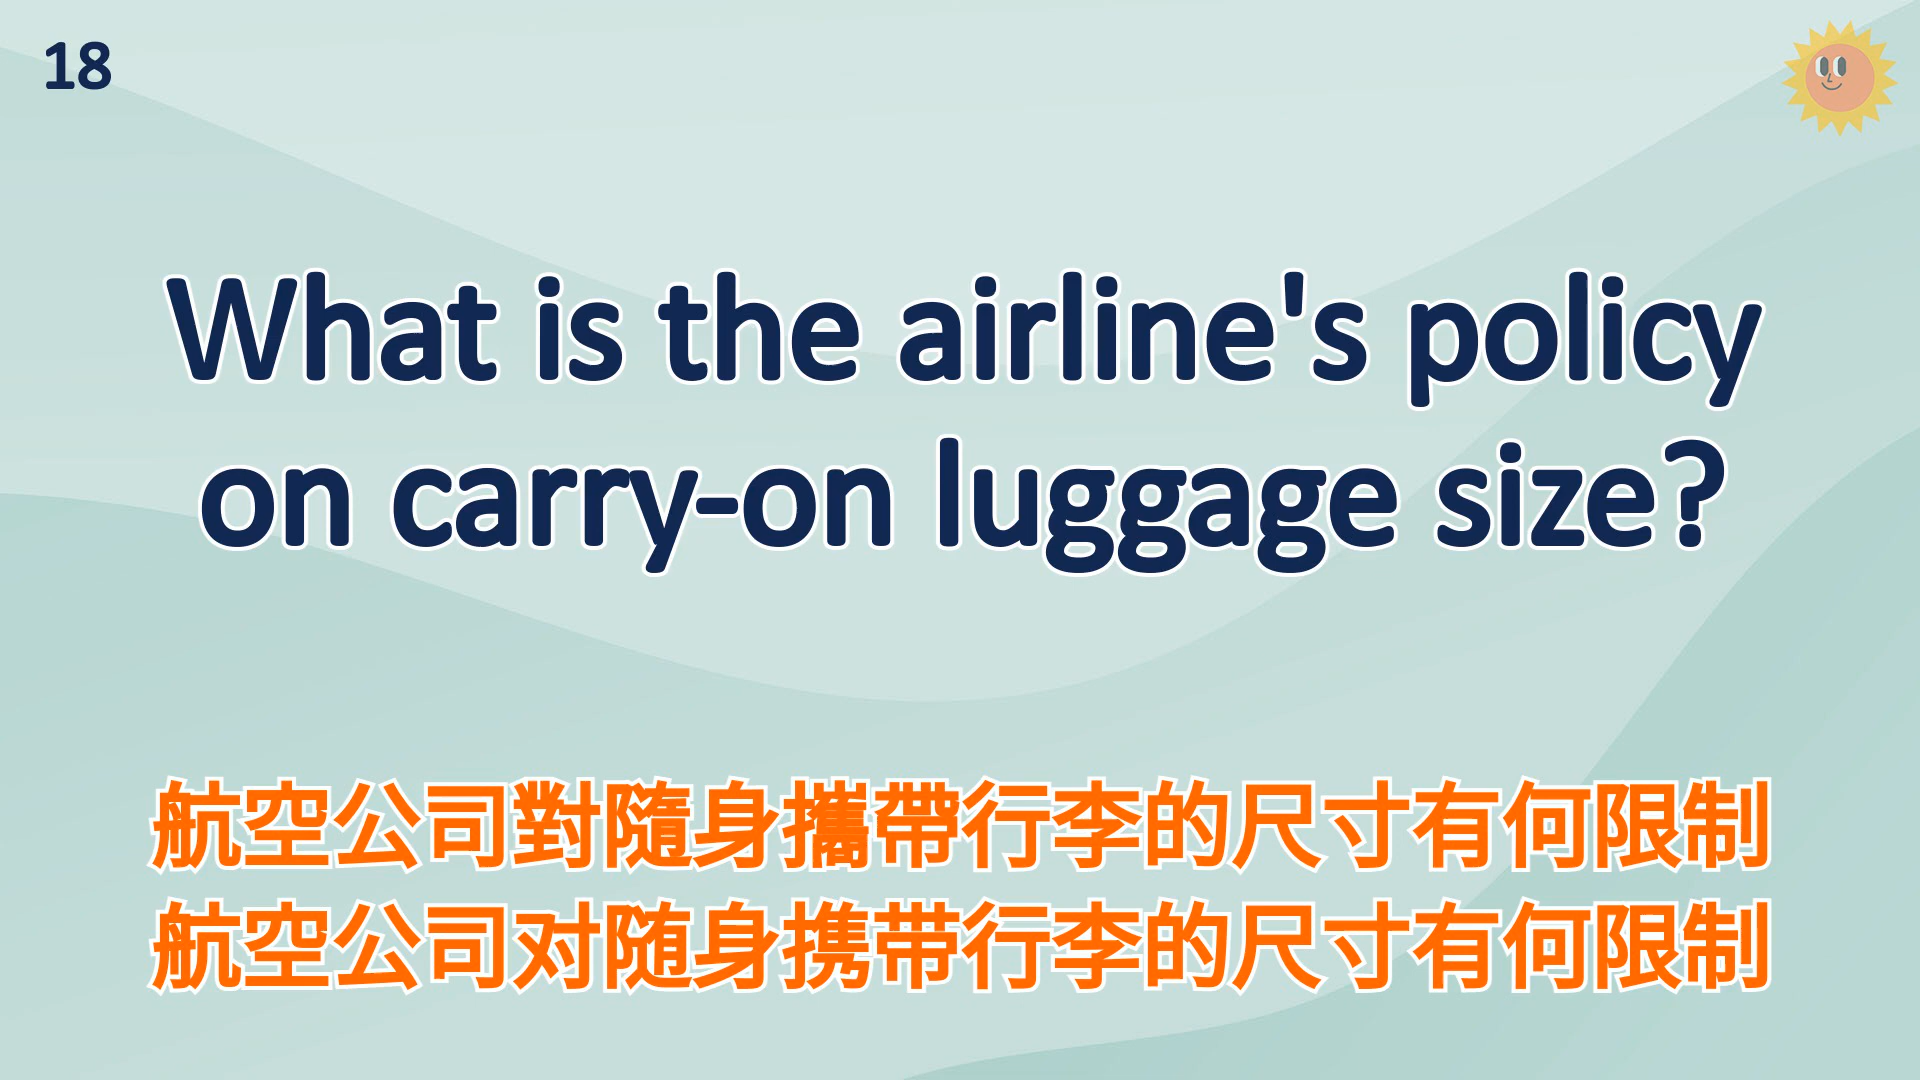 18
What is the airline's policy
on carry-on luggage size?
航空公司對隨身攜帶行李的尺寸有何限制
航空公司对随身携带行李的尺寸有何限制